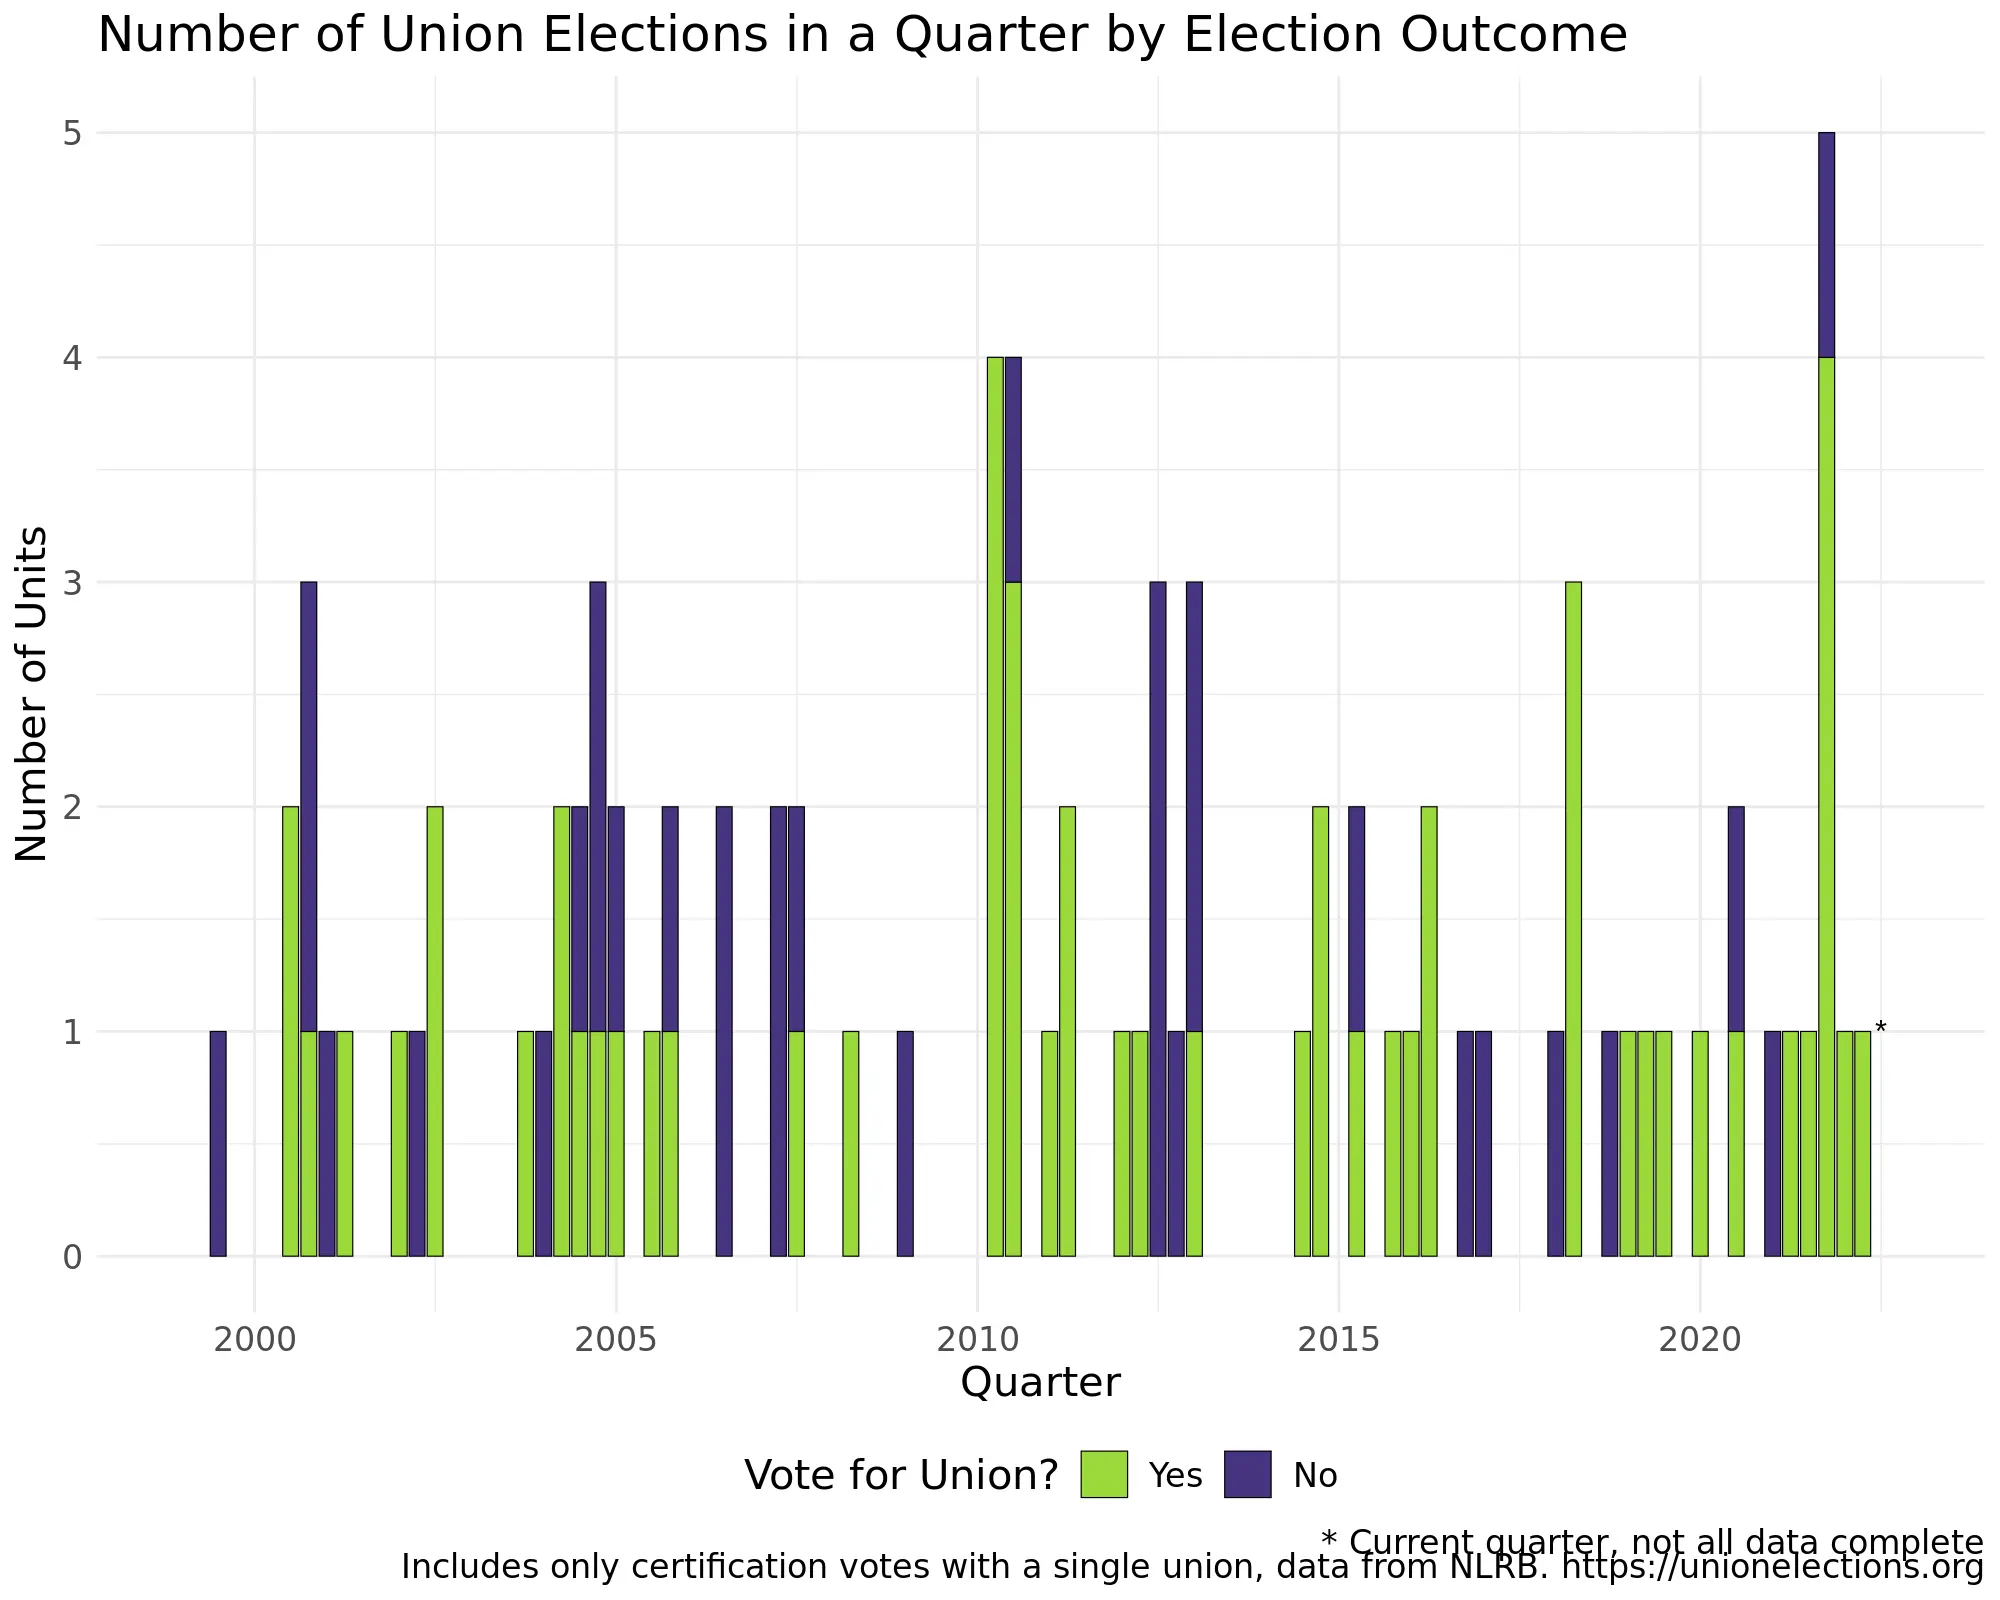 Number of Union Elections in a Quarter by Election Outcome
Number of Units
5
4
3
2
1
0
*
2000 2005 2010 2015 2020
Quarter
Vote for Union? Yes No
* Current quarter, not all data complete
Includes only certification votes with a single union, data from NLRB. https://unionelections.org